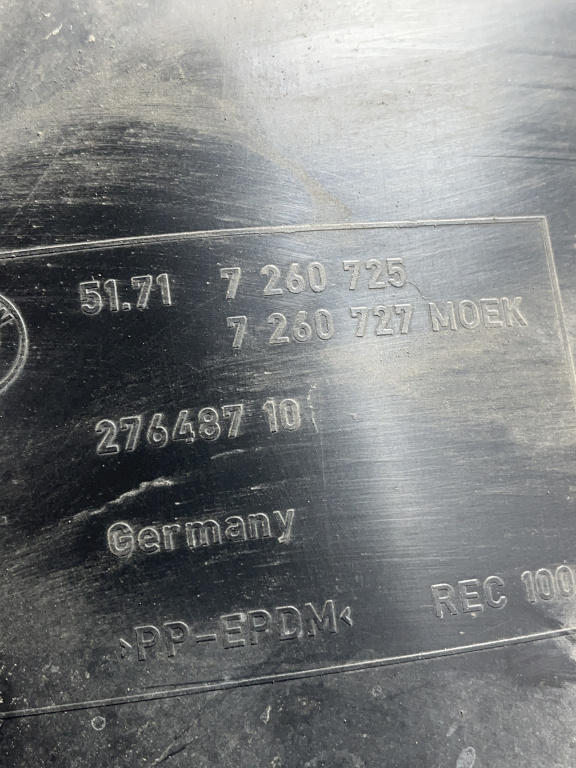 51.71 7 260 725
7 260 727 MOEK
276487 10
Germany
>PP-EPDM<
REC 100